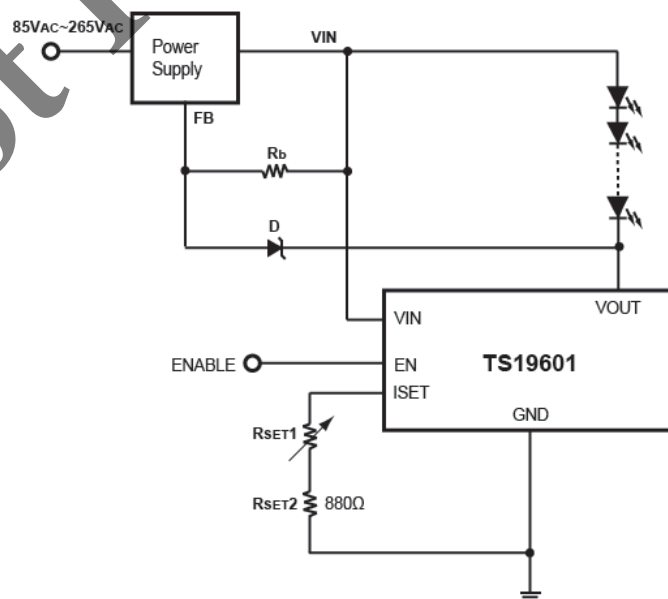 85VAC~265VAC
Power
Supply
VIN
FB
Rb
D
VIN
VOUT
ENABLE
EN
TS19601
ISET
GND
RSET1
RSET2
880Ω